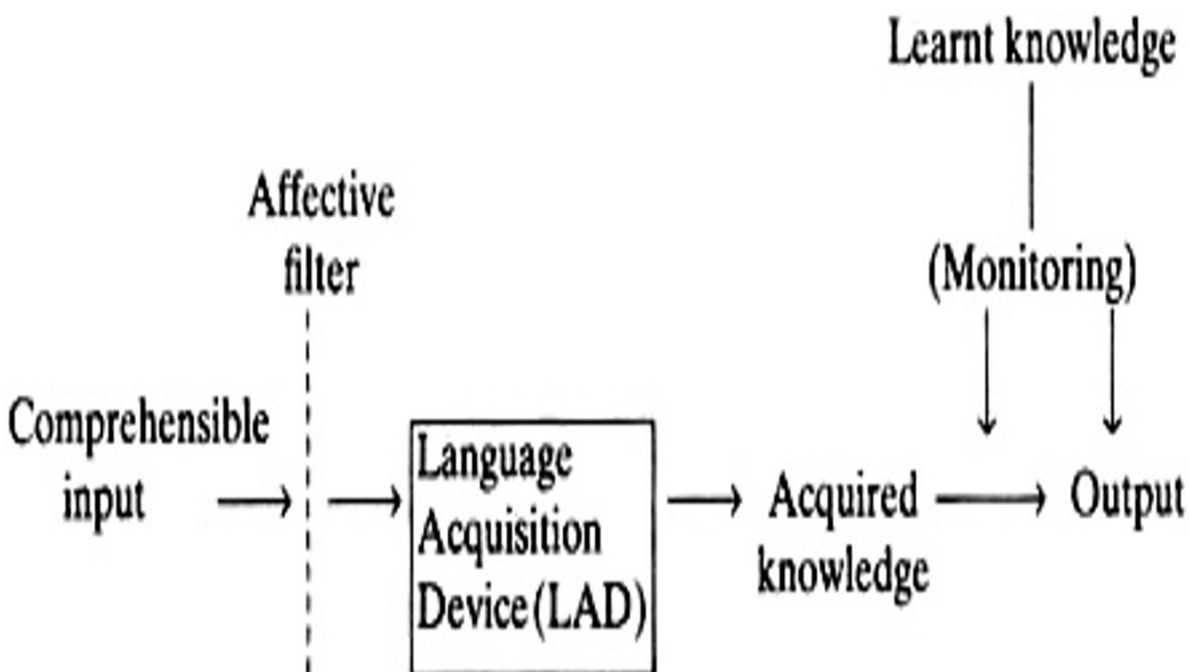 Learnt knowledge
Affective
filter
(Monitoring)
Comprehensible
input
Language
Acquisition
Device (LAD)
Acquired
knowledge
Output